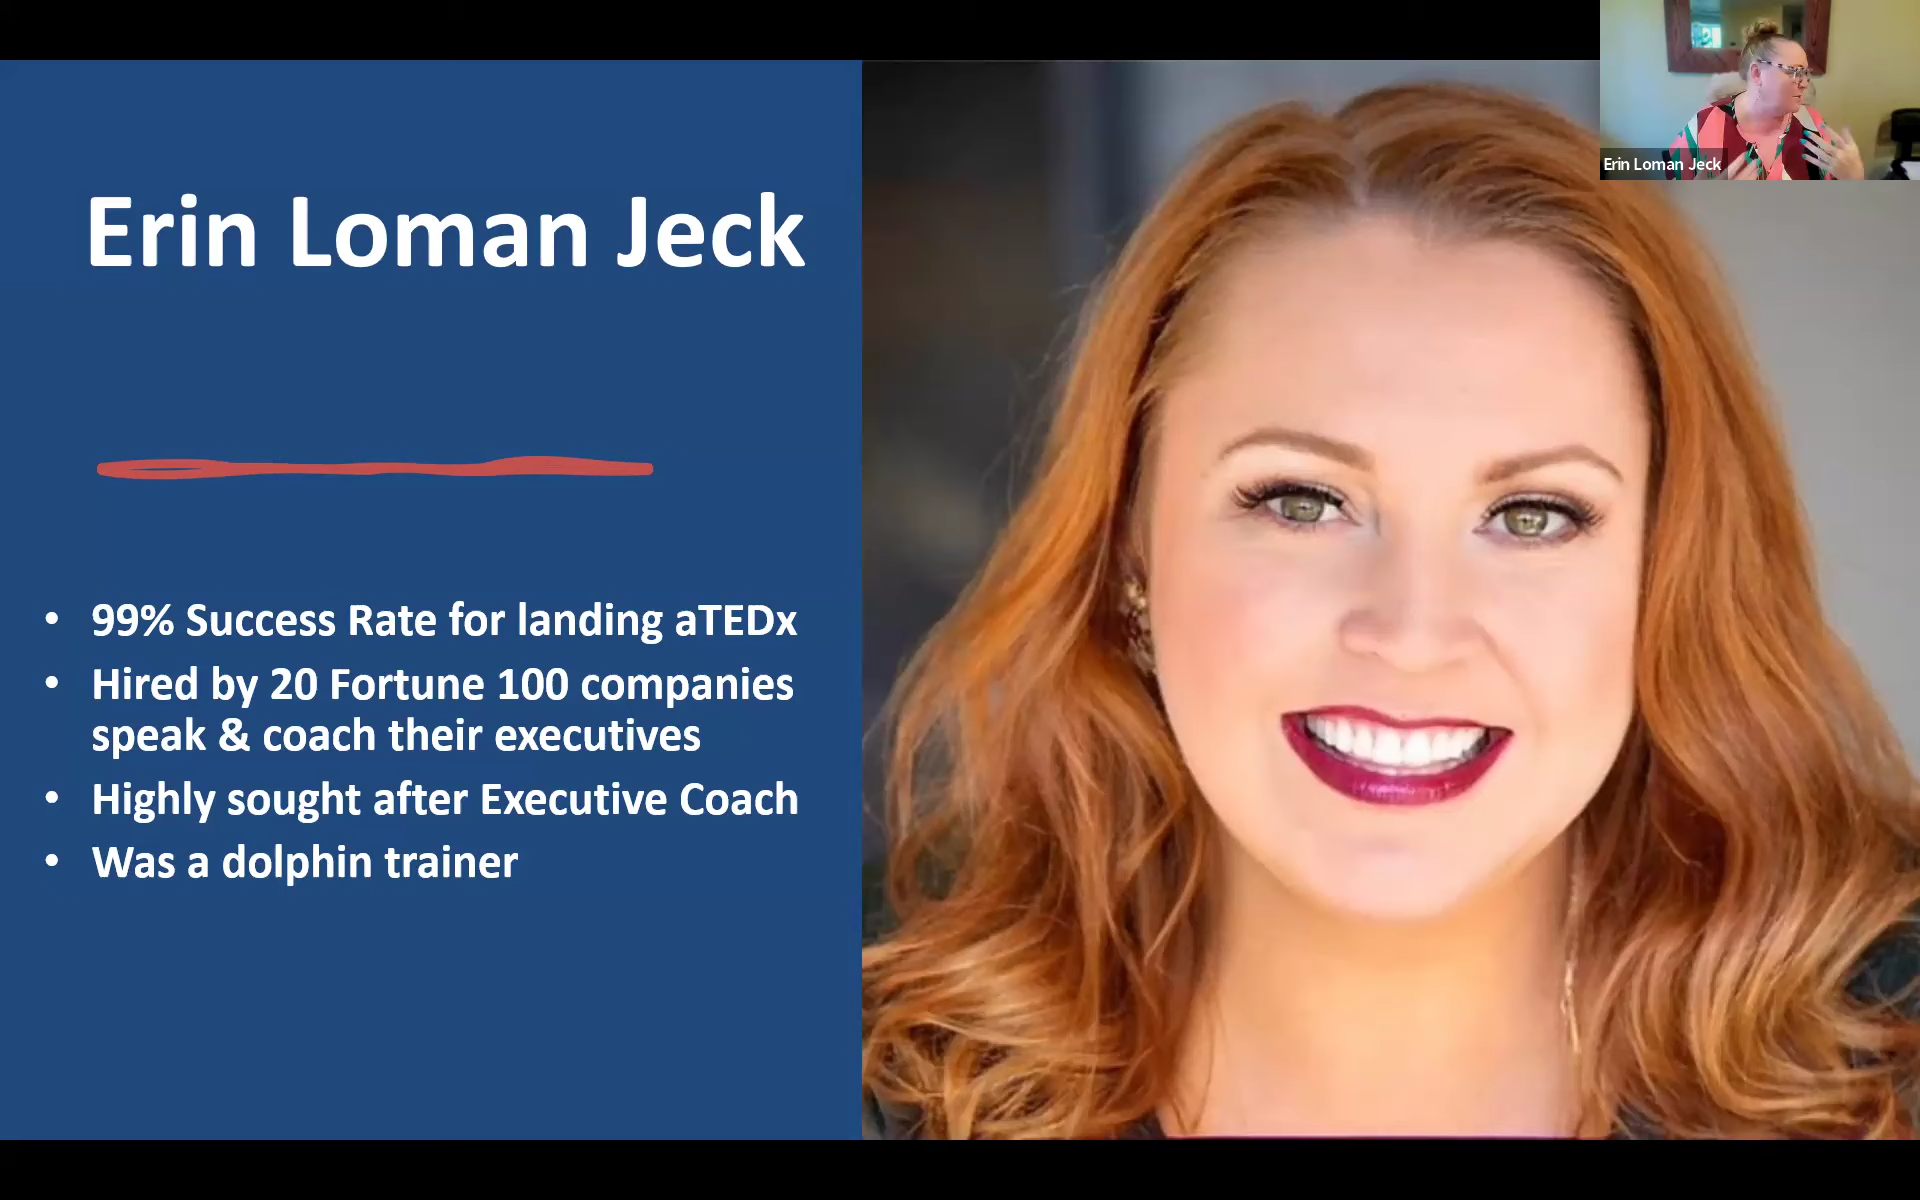 Erin Loman Jeck
Erin Loman Jeck
• 99% Success Rate for landing aTEDx
• Hired by 20 Fortune 100 companies
speak & coach their executives
• Highly sought after Executive Coach
• Was a dolphin trainer